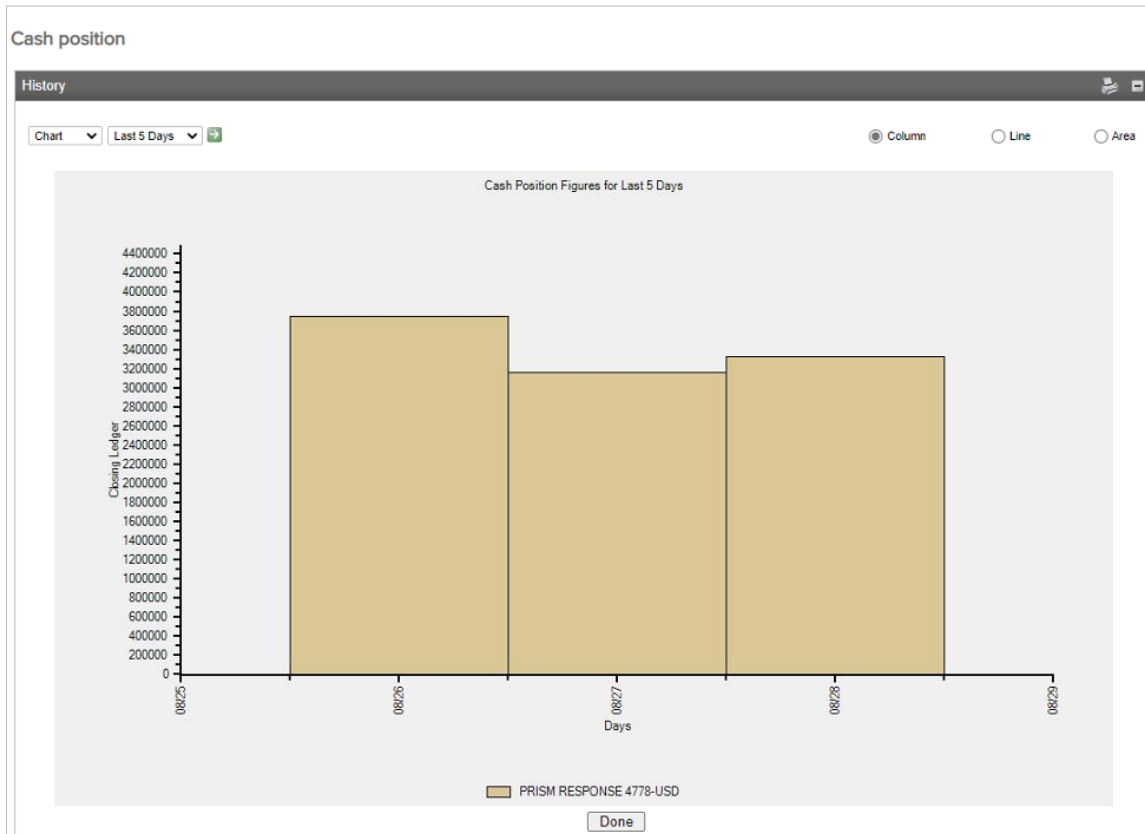 Cash position
History
Chart Last 5 Days Column Line Area
Cash Position Figures for Last 5 Days
Closing Ledger
4400000
4200000
4000000
3800000
3600000
3400000
3200000
3000000
2800000
2600000
2400000
2200000
2000000
1800000
1600000
1400000
1200000
1000000
800000
600000
400000
200000
0
08/25 08/26 08/27 08/28 08/29
Days
PRISM RESPONSE 4778-USD
Done